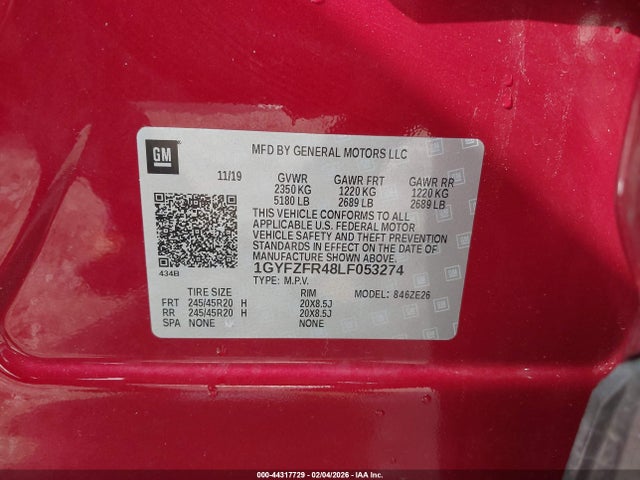 GM
MFD BY GENERAL MOTORS LLC
11/19 GVWR GAWR FRT GAWR RR
2350 KG 1220 KG 1220 KG
5180 LB 2689 LB 2689 LB
THIS VEHICLE CONFORMS TO ALL
APPLICABLE U.S. FEDERAL MOTOR
VEHICLE SAFETY AND THEFT PREVENTION
STANDARDS IN EFFECT ON THE DATE OF
MANUFACTURE SHOWN ABOVE.
434B
1GYFZFR48LF053274
TYPE: M.P.V.
TIRE SIZE RIM MODEL: 846ZE26
FRT 245/45R20 H 20X8.5J
RR 245/45R20 H 20X8.5J
SPA NONE NONE
000-44317729 - 02/04/2026 - IAA Inc.